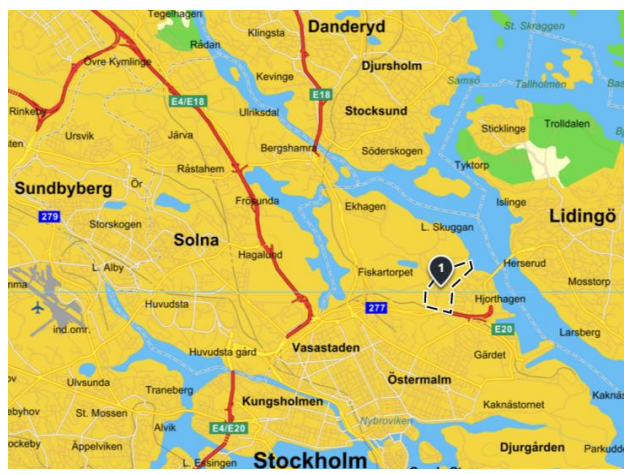 Tegelhagen
Rådan
Klingsta
Danderyd
St. Skraggen
Övre Kymlinge
Kevinge
Djursholm
Samsö
Tallholmen
E4/E18
E18
Rinkeby
Ulriksdal
Stocksund
Ursvik
Järva
Sticklinge
Trolldalen
Bergshamra
Söderskogen
Tyktorp
Råstahem
Sundbyberg
Ör
Frösunda
Ekhagen
Islinge
279
Storskogen
Solna
L. Skuggan
Lidingö
L. Alby
Hagalund
Fiskartorpet
1
Herserud
Mosstorp
Huvudsta
Hjorthagen
ind.omr.
277
E20
Larsberg
Huvudsta gård
Vasastaden
Gärdet
Ulvsunda
Traneberg
Östermalm
Kungsholmen
Kaknästornet
St. Mossen
Nybroviken
Alvik
E4/E20
Äppelviken
Djurgården
L. Essingen
Stockholm